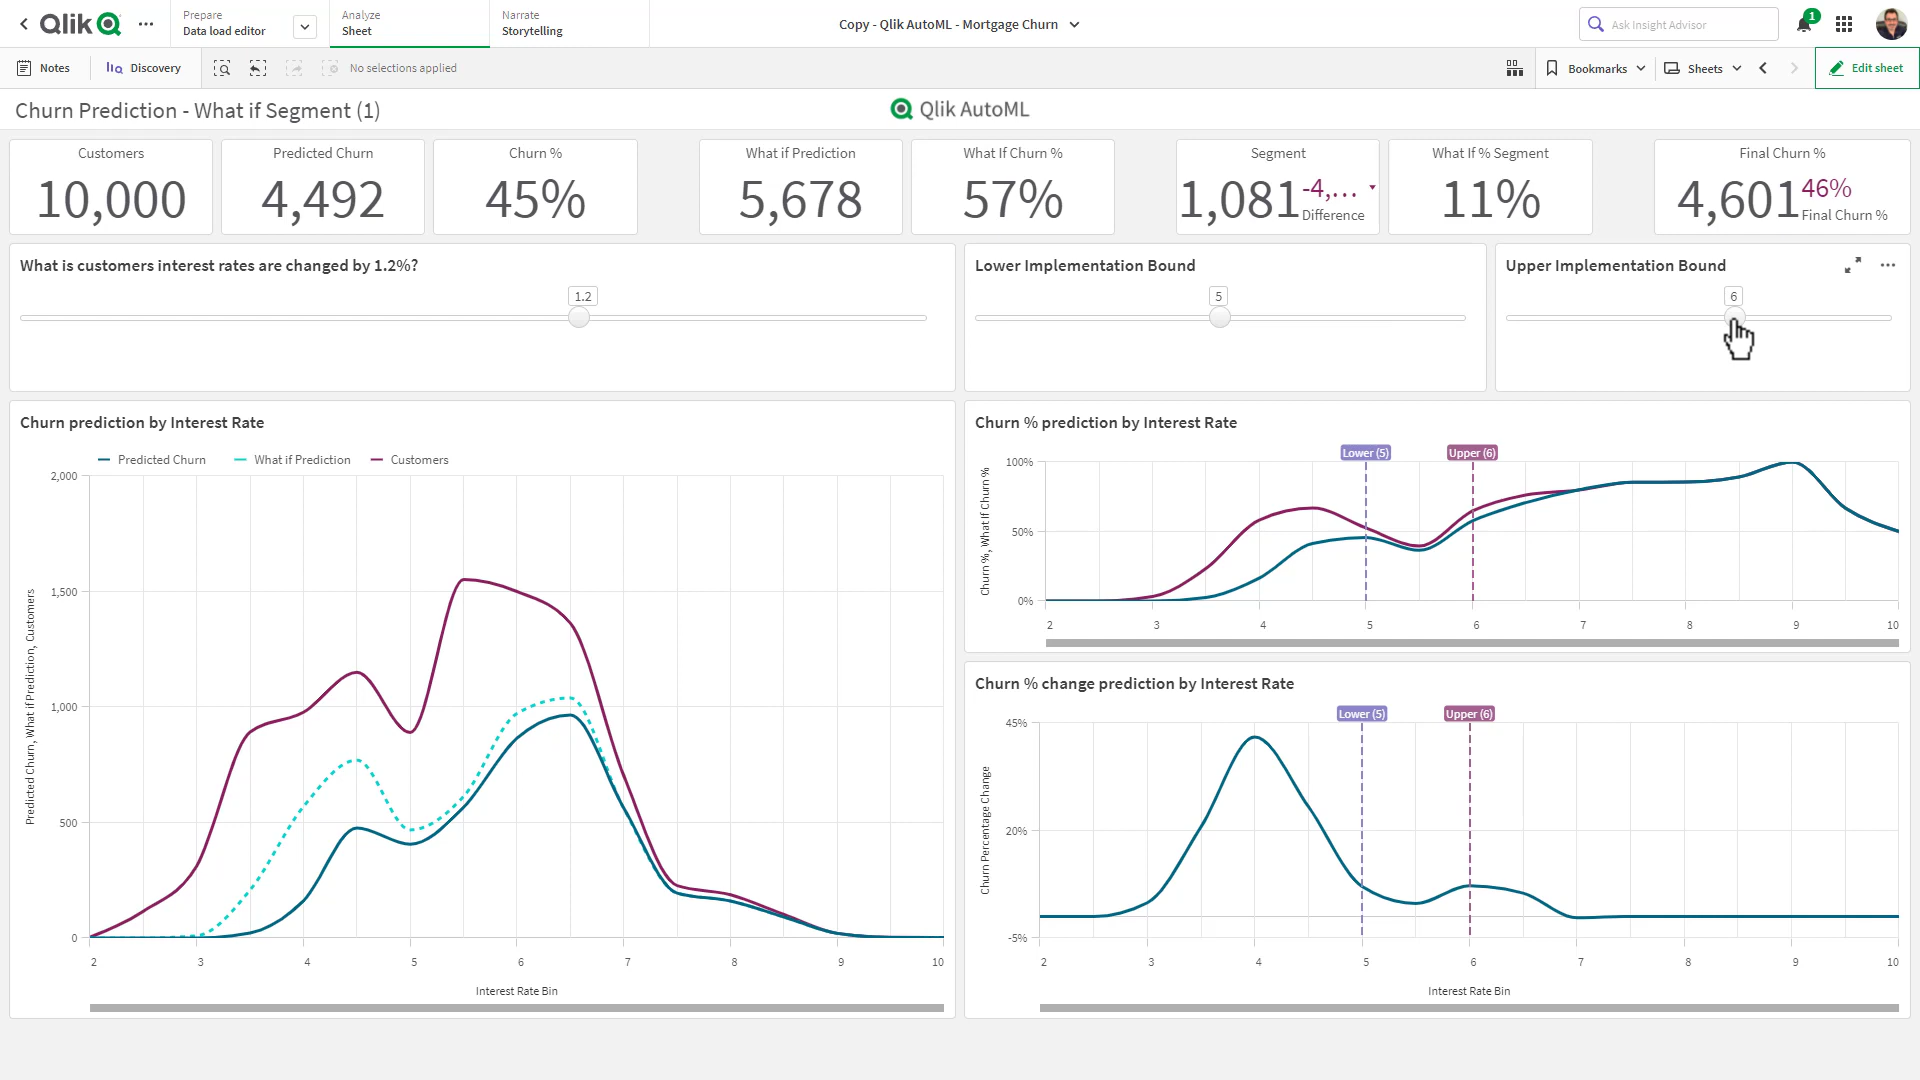 Qlik
Prepare
Data load editor
Analyze
Sheet
Narrate
Storytelling
Copy - Qlik AutoML - Mortgage Churn
Ask Insight Advisor
1
Notes
Discovery
No selections applied
Bookmarks
Sheets
Edit sheet
Churn Prediction - What if Segment (1)
Qlik AutoML
Customers
10,000
Predicted Churn
4,492
Churn %
45%
What if Prediction
5,678
What If Churn %
57%
Segment
1,081
-4,...
Difference
What If % Segment
11%
Final Churn %
4,601
46%
Final Churn %
What is customers interest rates are changed by 1.2%?
1.2
Lower Implementation Bound
5
Upper Implementation Bound
6
Churn prediction by Interest Rate
Predicted Churn
What if Prediction
Customers
Predicted Churn, What if Prediction, Customers
2,000
1,500
1,000
500
0
2 3 4 5 6 7 8 9 10
Interest Rate Bin
Churn % prediction by Interest Rate
Lower (5)
Upper (6)
Churn %, What If Churn %
100%
50%
0%
2 3 4 5 6 7 8 9 10
Churn % change prediction by Interest Rate
Lower (5)
Upper (6)
Churn Percentage Change
45%
20%
-5%
2 3 4 5 6 7 8 9 10
Interest Rate Bin